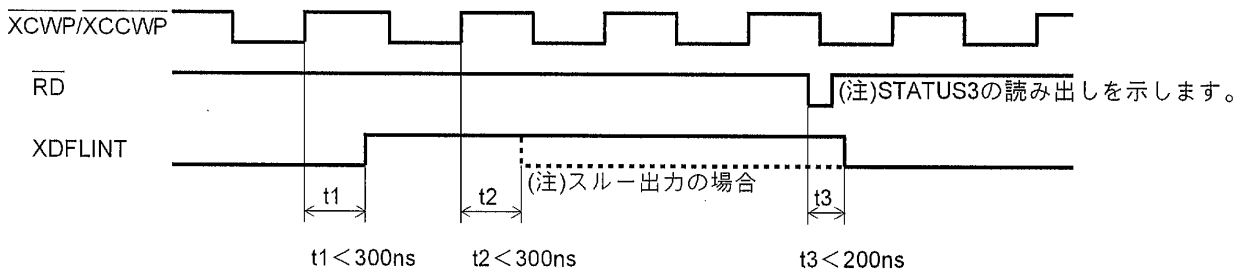 XCWP/XCCWP
RD
(注)STATUS3の読み出しを示します。
XDFLINT
(注)スルー出力の場合
t1
t2
t3
t1<300ns
t2<300ns
t3<200ns